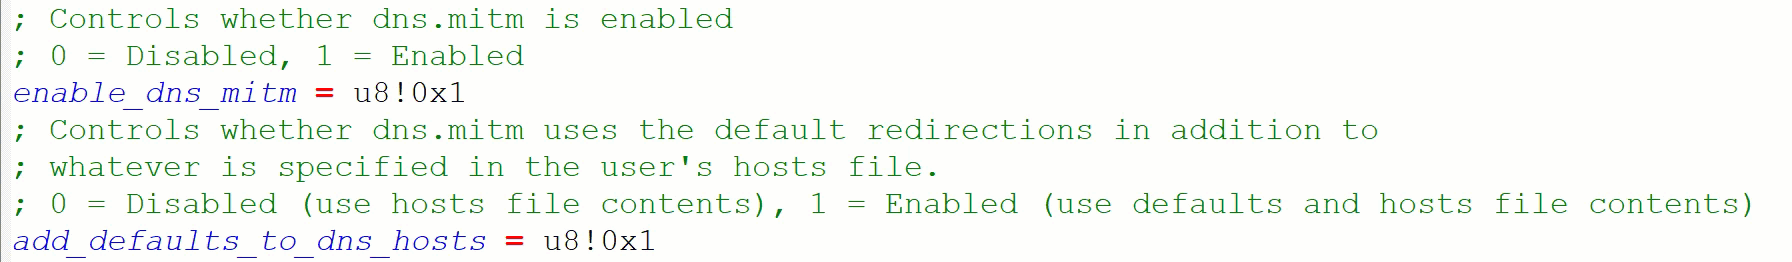 ; Controls whether dns.mitm is enabled
; 0 = Disabled, 1 = Enabled
enable_dns_mitm = u8!0x1
; Controls whether dns.mitm uses the default redirections in addition to
; whatever is specified in the user's hosts file.
; 0 = Disabled (use hosts file contents), 1 = Enabled (use defaults and hosts file contents)
add_defaults_to_dns_hosts = u8!0x1